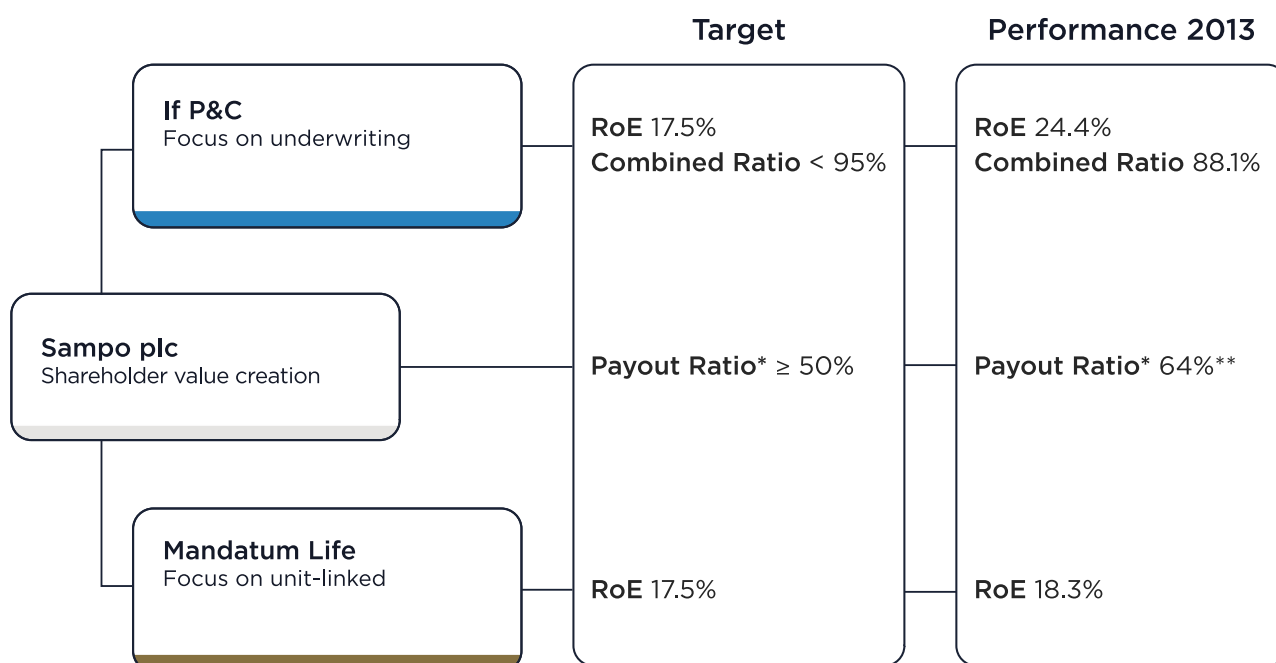 Target
Performance 2013
If P&C
Focus on underwriting
RoE 17.5%
Combined Ratio < 95%
RoE 24.4%
Combined Ratio 88.1%
Sampo plc
Shareholder value creation
Payout Ratio* ≥ 50%
Payout Ratio* 64%**
Mandatum Life
Focus on unit-linked
RoE 17.5%
RoE 18.3%